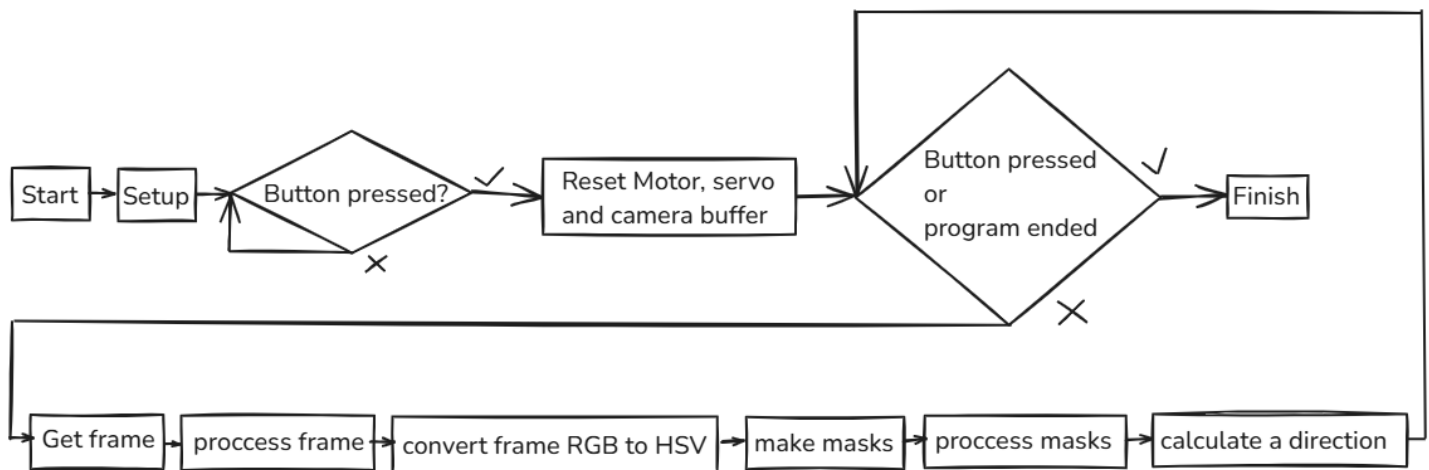 Start
Setup
Button pressed?
Reset Motor, servo
and camera buffer
Button pressed
or
program ended
Finish
Get frame
proccess frame
convert frame RGB to HSV
make masks
proccess masks
calculate a direction